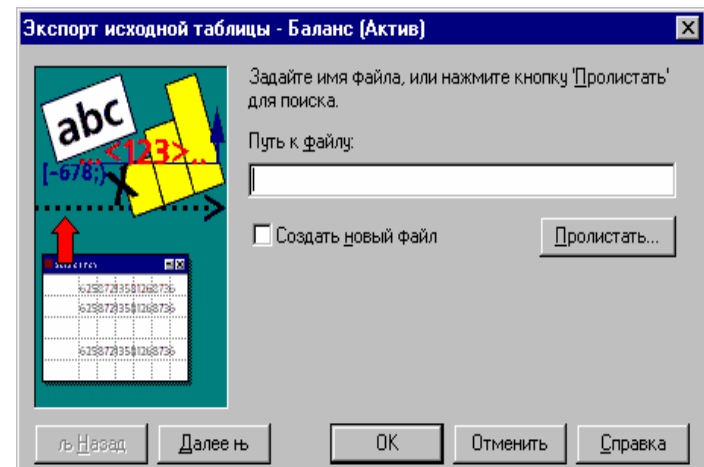 Экспорт исходной таблицы - Баланс (Актив)
Задайте имя файла, или нажмите кнопку 'Пролистать'
для поиска.
Путь к файлу:
Создать новый файл
Пролистать...
abc
...<123>..
[-678;)
љ Назад
Далее њ
OK
Отменить
Справка